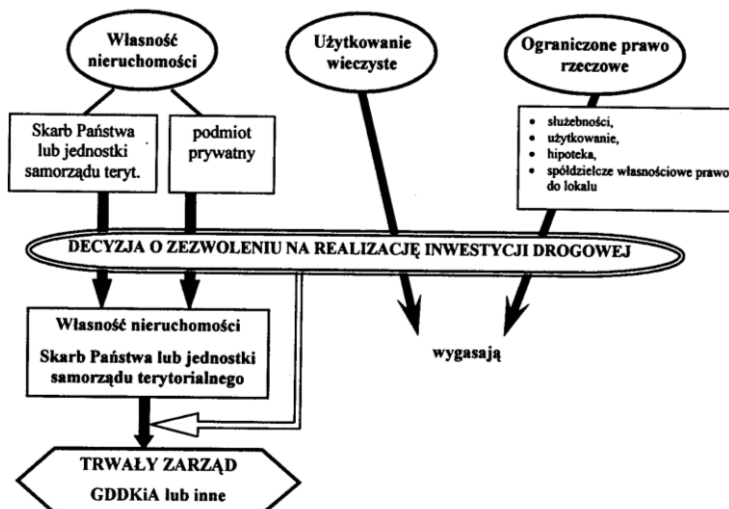 Własność
nieruchomości
Użytkowanie
wieczyste
Ograniczone prawo
rzeczowe
Skarb Państwa
lub jednostki
samorządu teryt.
podmiot
prywatny
• służebności,
• użytkowanie,
• hipoteka,
• spółdzielcze własnościowe prawo
do lokalu
DECYZJA O ZEZWOLENIU NA REALIZACJĘ INWESTYCJI DROGOWEJ
Własność nieruchomości
Skarb Państwa lub jednostki
samorządu terytorialnego
wygasają
TRWAŁY ZARZĄD
GDDKiA lub inne